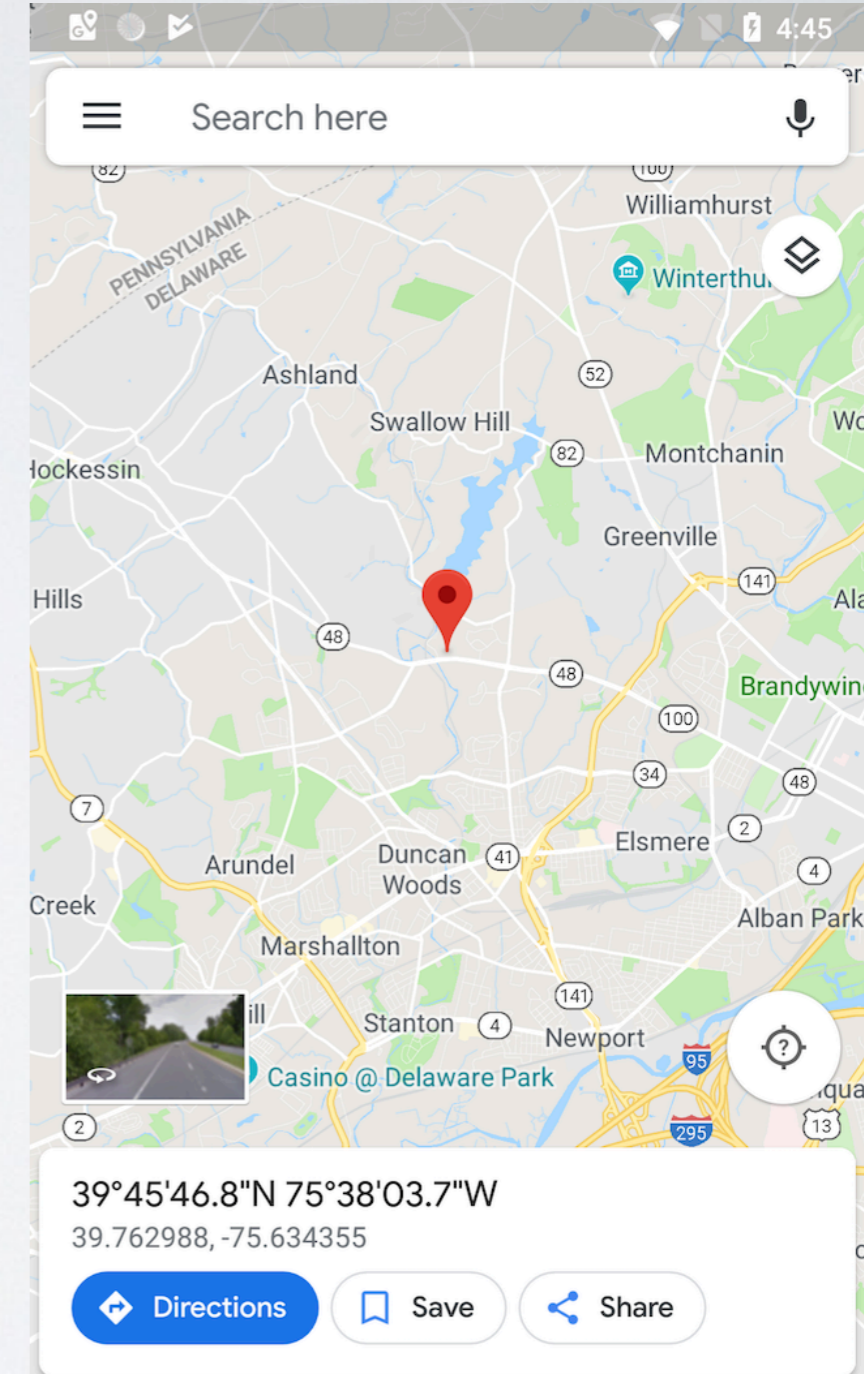 4:45
Search here
82
100
Williamhurst
PENNSYLVANIA
DELAWARE
Ashland
52
Swallow Hill
82
Montchanin
Hockessin
Greenville
141
Hills
48
48
100
34
48
7
2
Elsmere
Duncan
Woods
41
Arundel
4
Creek
Alban Park
Marshallton
141
Stanton
4
Newport
95
Casino @ Delaware Park
2
13
295
39°45'46.8"N 75°38'03.7"W
39.762988, -75.634355
Directions
Save
Share